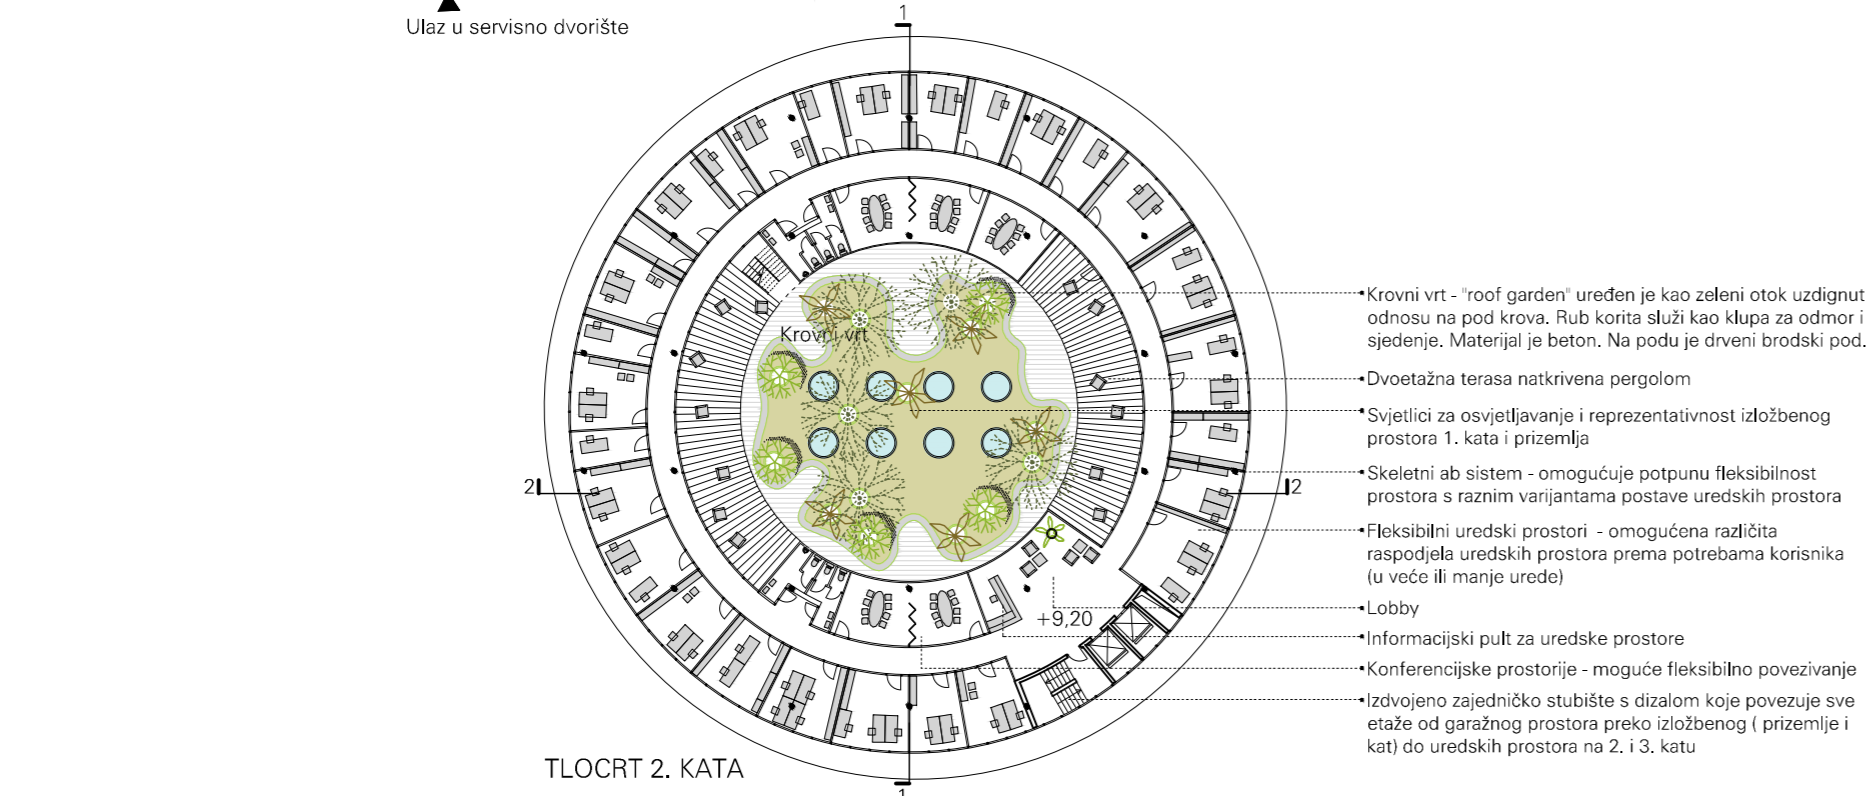 Ulaz u servisno dvorište
1
Krovni vrt - "roof garden" uređen je kao zeleni otok uzdignut
odnosu na pod krova. Rub korita služi kao klupa za odmor i
sjedenje. Materijal je beton. Na podu je drveni brodski pod.
Krovni vrt
Dvoetažna terasa natkrivena pergolom
Svjetlici za osvjetljavanje i reprezentativnost izložbenog
prostora 1. kata i prizemlja
Skeletni ab sistem - omogućuje potpunu fleksibilnost
prostora s raznim varijantama postave uredskih prostora
2
2
Fleksibilni uredski prostori - omogućena različita
raspodjela uredskih prostora prema potrebama korisnika
(u veće ili manje urede)
Lobby
+9,20
Informacijski pult za uredske prostore
Konferencijske prostorije - moguće fleksibilno povezivanje
Izdvojeno zajedničko stubište s dizalom koje povezuje sve
etaže od garažnog prostora preko izložbenog ( prizemlje i
kat) do uredskih prostora na 2. i 3. katu
TLOCRT 2. KATA
1